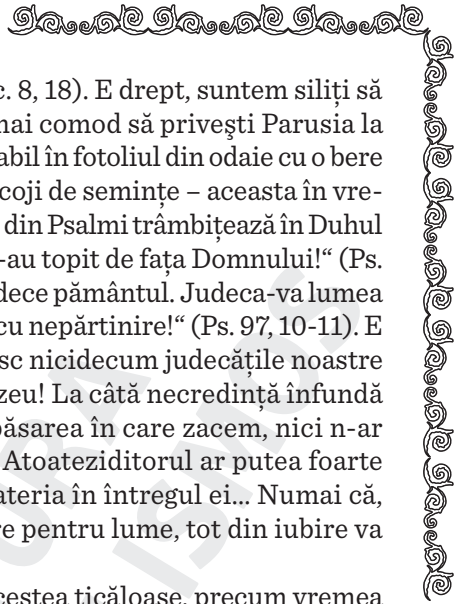 c. 8, 18). E drept, suntem siliți să
mai comod să priveşti Parusia la
abil în fotoliul din odaie cu o bere
coji de semințe – aceasta în vre-
din Psalmi trâmbițează în Duhul
-au topit de fața Domnului!“ (Ps.
dece pământul. Judeca-va lumea
cu nepărtinire!“ (Ps. 97, 10-11). E
sc nicidecum judecățile noastre
zeu! La câtă necredință înfundă
păsarea în care zacem, nici n-ar
Atoateziditorul ar putea foarte
ateria în întregul ei... Numai că,
re pentru lume, tot din iubire va
cestea ticăloase, precum vremea
URA
ISMOS